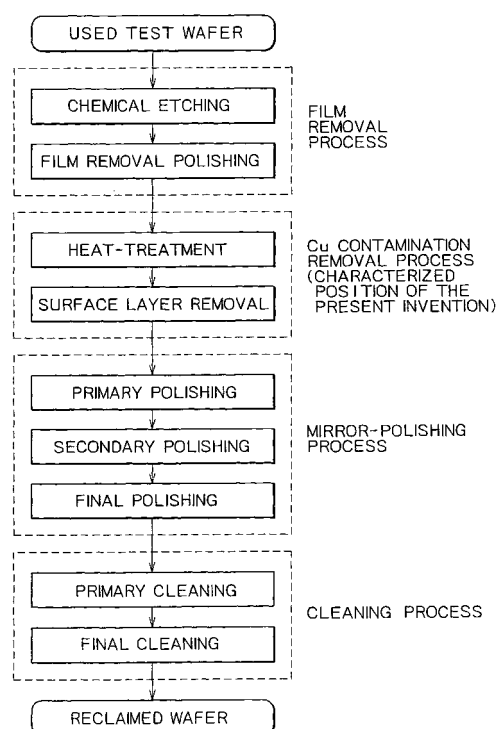 USED TEST WAFER
CHEMICAL ETCHING
FILM REMOVAL POLISHING
FILM
REMOVAL
PROCESS
HEAT-TREATMENT
SURFACE LAYER REMOVAL
Cu CONTAMINATION
REMOVAL PROCESS
(CHARACTERIZED
POSITION OF THE
PRESENT INVENTION)
PRIMARY POLISHING
SECONDARY POLISHING
FINAL POLISHING
MIRROR-POLISHING
PROCESS
PRIMARY CLEANING
FINAL CLEANING
CLEANING PROCESS
RECLAIMED WAFER